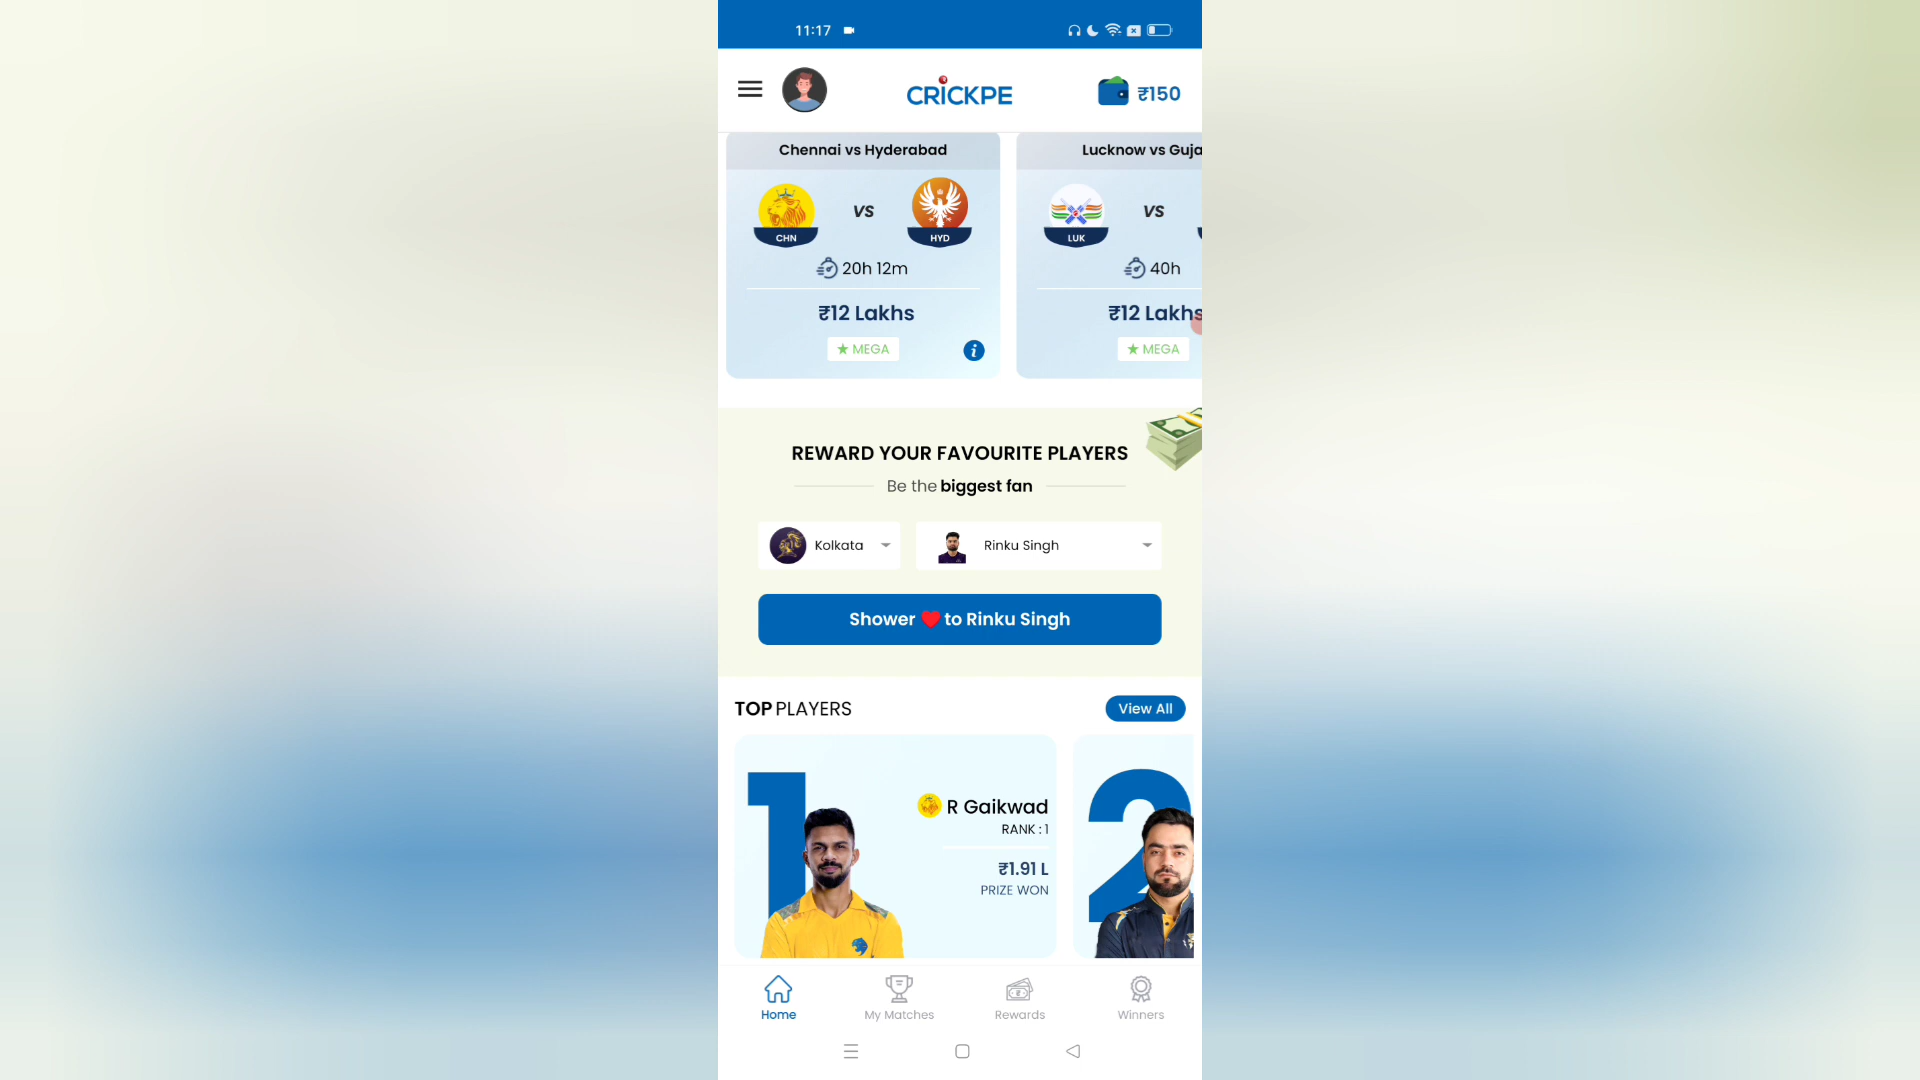 11:17
CRICKPE
₹150
Chennai vs Hyderabad
Lucknow vs Guja
CHN
VS
HYD
LUK
VS
20h 12m
40h
₹12 Lakhs
₹12 Lakhs
★ MEGA
i
★ MEGA
REWARD YOUR FAVOURITE PLAYERS
Be the biggest fan
Kolkata
Rinku Singh
Shower ❤ to Rinku Singh
TOP PLAYERS
View All
1
R Gaikwad
RANK : 1
₹1.91 L
PRIZE WON
2
Home
My Matches
Rewards
Winners